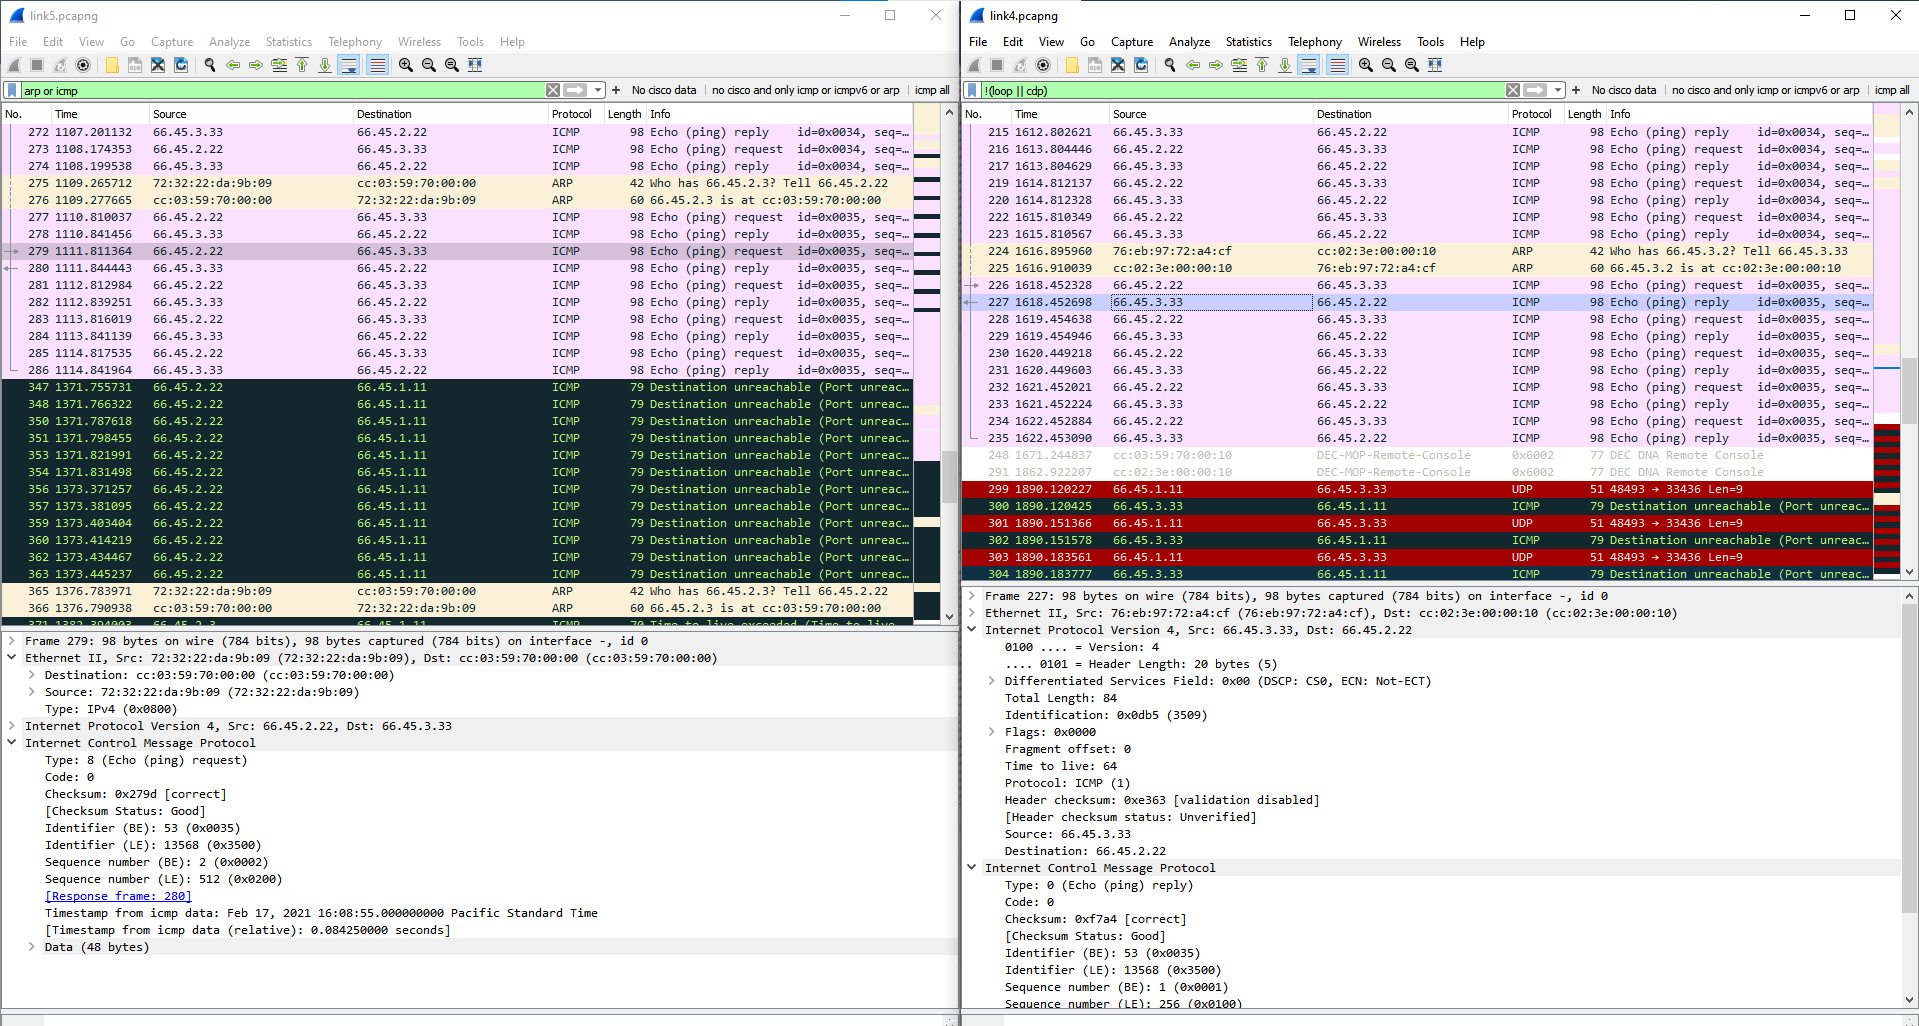 link5.pcapng
File Edit View Go Capture Analyze Statistics Telephony Wireless Tools Help
arp or icmp
No cisco data
no cisco and only icmp or icmpv6 or arp
icmp all
No. Time Source Destination Protocol Length Info
272 1107.201132 66.45.3.33 66.45.2.22 ICMP 98 Echo (ping) reply id=0x0034, seq=…
273 1108.174353 66.45.2.22 66.45.3.33 ICMP 98 Echo (ping) request id=0x0034, seq=…
274 1108.199538 66.45.3.33 66.45.2.22 ICMP 98 Echo (ping) reply id=0x0034, seq=…
275 1109.265712 72:32:22:da:9b:09 cc:03:59:70:00:00 ARP 42 Who has 66.45.2.3? Tell 66.45.2.22
276 1109.277665 cc:03:59:70:00:00 72:32:22:da:9b:09 ARP 60 66.45.2.3 is at cc:03:59:70:00:00
277 1110.810037 66.45.2.22 66.45.3.33 ICMP 98 Echo (ping) request id=0x0035, seq=…
278 1110.841456 66.45.3.33 66.45.2.22 ICMP 98 Echo (ping) reply id=0x0035, seq=…
279 1111.811364 66.45.2.22 66.45.3.33 ICMP 98 Echo (ping) request id=0x0035, seq=…
280 1111.844443 66.45.3.33 66.45.2.22 ICMP 98 Echo (ping) reply id=0x0035, seq=…
281 1112.812984 66.45.2.22 66.45.3.33 ICMP 98 Echo (ping) request id=0x0035, seq=…
282 1112.839251 66.45.3.33 66.45.2.22 ICMP 98 Echo (ping) reply id=0x0035, seq=…
283 1113.816019 66.45.2.22 66.45.3.33 ICMP 98 Echo (ping) request id=0x0035, seq=…
284 1113.841139 66.45.3.33 66.45.2.22 ICMP 98 Echo (ping) reply id=0x0035, seq=…
285 1114.817535 66.45.2.22 66.45.3.33 ICMP 98 Echo (ping) request id=0x0035, seq=…
286 1114.841964 66.45.3.33 66.45.2.22 ICMP 98 Echo (ping) reply id=0x0035, seq=…
347 1371.755731 66.45.2.22 66.45.1.11 ICMP 79 Destination unreachable (Port unreac…
348 1371.766322 66.45.2.22 66.45.1.11 ICMP 79 Destination unreachable (Port unreac…
350 1371.787618 66.45.2.22 66.45.1.11 ICMP 79 Destination unreachable (Port unreac…
351 1371.798455 66.45.2.22 66.45.1.11 ICMP 79 Destination unreachable (Port unreac…
353 1371.821991 66.45.2.22 66.45.1.11 ICMP 79 Destination unreachable (Port unreac…
354 1371.831498 66.45.2.22 66.45.1.11 ICMP 79 Destination unreachable (Port unreac…
356 1373.371257 66.45.2.22 66.45.1.11 ICMP 79 Destination unreachable (Port unreac…
357 1373.381095 66.45.2.22 66.45.1.11 ICMP 79 Destination unreachable (Port unreac…
359 1373.403404 66.45.2.22 66.45.1.11 ICMP 79 Destination unreachable (Port unreac…
360 1373.414219 66.45.2.22 66.45.1.11 ICMP 79 Destination unreachable (Port unreac…
362 1373.434467 66.45.2.22 66.45.1.11 ICMP 79 Destination unreachable (Port unreac…
363 1373.445237 66.45.2.22 66.45.1.11 ICMP 79 Destination unreachable (Port unreac…
365 1376.783971 72:32:22:da:9b:09 cc:03:59:70:00:00 ARP 42 Who has 66.45.2.3? Tell 66.45.2.22
366 1376.790938 cc:03:59:70:00:00 72:32:22:da:9b:09 ARP 60 66.45.2.3 is at cc:03:59:70:00:00
Frame 279: 98 bytes on wire (784 bits), 98 bytes captured (784 bits) on interface -, id 0
Ethernet II, Src: 72:32:22:da:9b:09 (72:32:22:da:9b:09), Dst: cc:03:59:70:00:00 (cc:03:59:70:00:00)
Destination: cc:03:59:70:00:00 (cc:03:59:70:00:00)
Source: 72:32:22:da:9b:09 (72:32:22:da:9b:09)
Type: IPv4 (0x0800)
Internet Protocol Version 4, Src: 66.45.2.22, Dst: 66.45.3.33
Internet Control Message Protocol
Type: 8 (Echo (ping) request)
Code: 0
Checksum: 0x279d [correct]
[Checksum Status: Good]
Identifier (BE): 53 (0x0035)
Identifier (LE): 13568 (0x3500)
Sequence number (BE): 2 (0x0002)
Sequence number (LE): 512 (0x0200)
[Response frame: 280]
Timestamp from icmp data: Feb 17, 2021 16:08:55.000000000 Pacific Standard Time
[Timestamp from icmp data (relative): 0.084250000 seconds]
Data (48 bytes)
link4.pcapng
File Edit View Go Capture Analyze Statistics Telephony Wireless Tools Help
!(loop || cdp)
No cisco data
no cisco and only icmp or icmpv6 or arp
icmp all
No. Time Source Destination Protocol Length Info
215 1612.802621 66.45.3.33 66.45.2.22 ICMP 98 Echo (ping) reply id=0x0034, seq=…
216 1613.804446 66.45.2.22 66.45.3.33 ICMP 98 Echo (ping) request id=0x0034, seq=…
217 1613.804629 66.45.3.33 66.45.2.22 ICMP 98 Echo (ping) reply id=0x0034, seq=…
219 1614.812137 66.45.2.22 66.45.3.33 ICMP 98 Echo (ping) request id=0x0034, seq=…
220 1614.812328 66.45.3.33 66.45.2.22 ICMP 98 Echo (ping) reply id=0x0034, seq=…
222 1615.810349 66.45.2.22 66.45.3.33 ICMP 98 Echo (ping) request id=0x0034, seq=…
223 1615.810567 66.45.3.33 66.45.2.22 ICMP 98 Echo (ping) reply id=0x0034, seq=…
224 1616.895960 76:eb:97:72:a4:cf cc:02:3e:00:00:10 ARP 42 Who has 66.45.3.2? Tell 66.45.3.33
225 1616.910039 cc:02:3e:00:00:10 76:eb:97:72:a4:cf ARP 60 66.45.3.2 is at cc:02:3e:00:00:10
226 1618.452328 66.45.2.22 66.45.3.33 ICMP 98 Echo (ping) request id=0x0035, seq=…
227 1618.452698 66.45.3.33 66.45.2.22 ICMP 98 Echo (ping) reply id=0x0035, seq=…
228 1619.454638 66.45.2.22 66.45.3.33 ICMP 98 Echo (ping) request id=0x0035, seq=…
229 1619.454946 66.45.3.33 66.45.2.22 ICMP 98 Echo (ping) reply id=0x0035, seq=…
230 1620.449218 66.45.2.22 66.45.3.33 ICMP 98 Echo (ping) request id=0x0035, seq=…
231 1620.449603 66.45.3.33 66.45.2.22 ICMP 98 Echo (ping) reply id=0x0035, seq=…
232 1621.452021 66.45.2.22 66.45.3.33 ICMP 98 Echo (ping) request id=0x0035, seq=…
233 1621.452224 66.45.3.33 66.45.2.22 ICMP 98 Echo (ping) reply id=0x0035, seq=…
234 1622.452884 66.45.2.22 66.45.3.33 ICMP 98 Echo (ping) request id=0x0035, seq=…
235 1622.453090 66.45.3.33 66.45.2.22 ICMP 98 Echo (ping) reply id=0x0035, seq=…
248 1671.244837 cc:03:59:70:00:10 DEC-MOP-Remote-Console 0x6002 77 DEC DNA Remote Console
291 1862.922207 cc:02:3e:00:00:10 DEC-MOP-Remote-Console 0x6002 77 DEC DNA Remote Console
299 1890.120227 66.45.1.11 66.45.3.33 UDP 51 48493 → 33436 Len=9
300 1890.120425 66.45.3.33 66.45.1.11 ICMP 79 Destination unreachable (Port unreac…
301 1890.151366 66.45.1.11 66.45.3.33 UDP 51 48493 → 33436 Len=9
302 1890.151578 66.45.3.33 66.45.1.11 ICMP 79 Destination unreachable (Port unreac…
303 1890.183561 66.45.1.11 66.45.3.33 UDP 51 48493 → 33436 Len=9
304 1890.183777 66.45.3.33 66.45.1.11 ICMP 79 Destination unreachable (Port unreac…
Frame 227: 98 bytes on wire (784 bits), 98 bytes captured (784 bits) on interface -, id 0
Ethernet II, Src: 76:eb:97:72:a4:cf (76:eb:97:72:a4:cf), Dst: cc:02:3e:00:00:10 (cc:02:3e:00:00:10)
Internet Protocol Version 4, Src: 66.45.3.33, Dst: 66.45.2.22
0100 .... = Version: 4
.... 0101 = Header Length: 20 bytes (5)
Differentiated Services Field: 0x00 (DSCP: CS0, ECN: Not-ECT)
Total Length: 84
Identification: 0x0db5 (3509)
Flags: 0x0000
Fragment offset: 0
Time to live: 64
Protocol: ICMP (1)
Header checksum: 0xe363 [validation disabled]
[Header checksum status: Unverified]
Source: 66.45.3.33
Destination: 66.45.2.22
Internet Control Message Protocol
Type: 0 (Echo (ping) reply)
Code: 0
Checksum: 0xf7a4 [correct]
[Checksum Status: Good]
Identifier (BE): 53 (0x0035)
Identifier (LE): 13568 (0x3500)
Sequence number (BE): 1 (0x0001)
Sequence number (LE): 256 (0x0100)